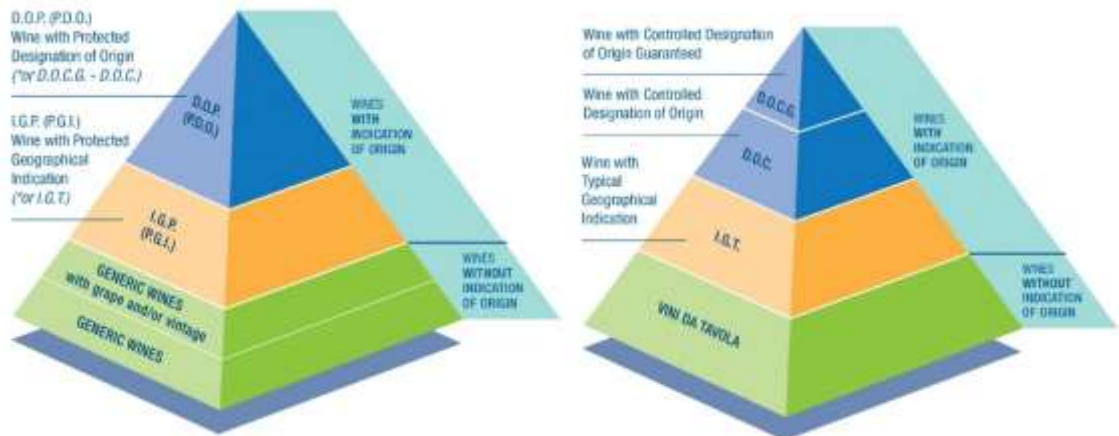 D.O.P. (P.D.O.)
Wine with Protected
Designation of Origin
(*or D.O.C.G. - D.O.C.)
I.G.P. (P.G.I.)
Wine with Protected
Geographical
Indication
(*or I.G.T.)
D.O.P.
(P.D.O.)
I.G.P.
(P.G.I.)
GENERIC WINES
with grape and/or vintage
GENERIC WINES
WINES
WITH
INDICATION
OF ORIGIN
WINES
WITHOUT
INDICATION
OF ORIGIN
Wine with Controlled Designation
of Origin Guaranteed
Wine with Controlled
Designation of Origin
Wine with
Typical
Geographical
Indication
D.O.C.G.
D.O.C.
I.G.T.
VINI DA TAVOLA
WINES
WITH
INDICATION
OF ORIGIN
WINES
WITHOUT
INDICATION
OF ORIGIN